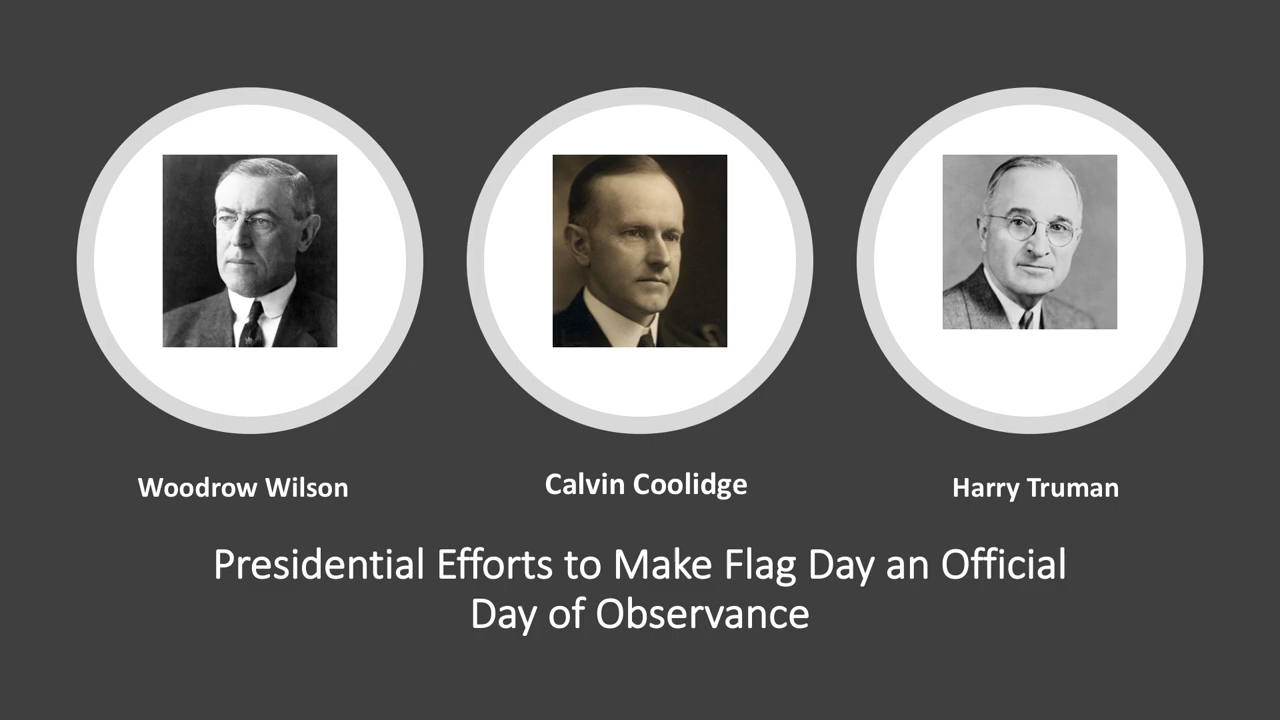 Woodrow Wilson
Calvin Coolidge
Harry Truman
Presidential Efforts to Make Flag Day an Official
Day of Observance